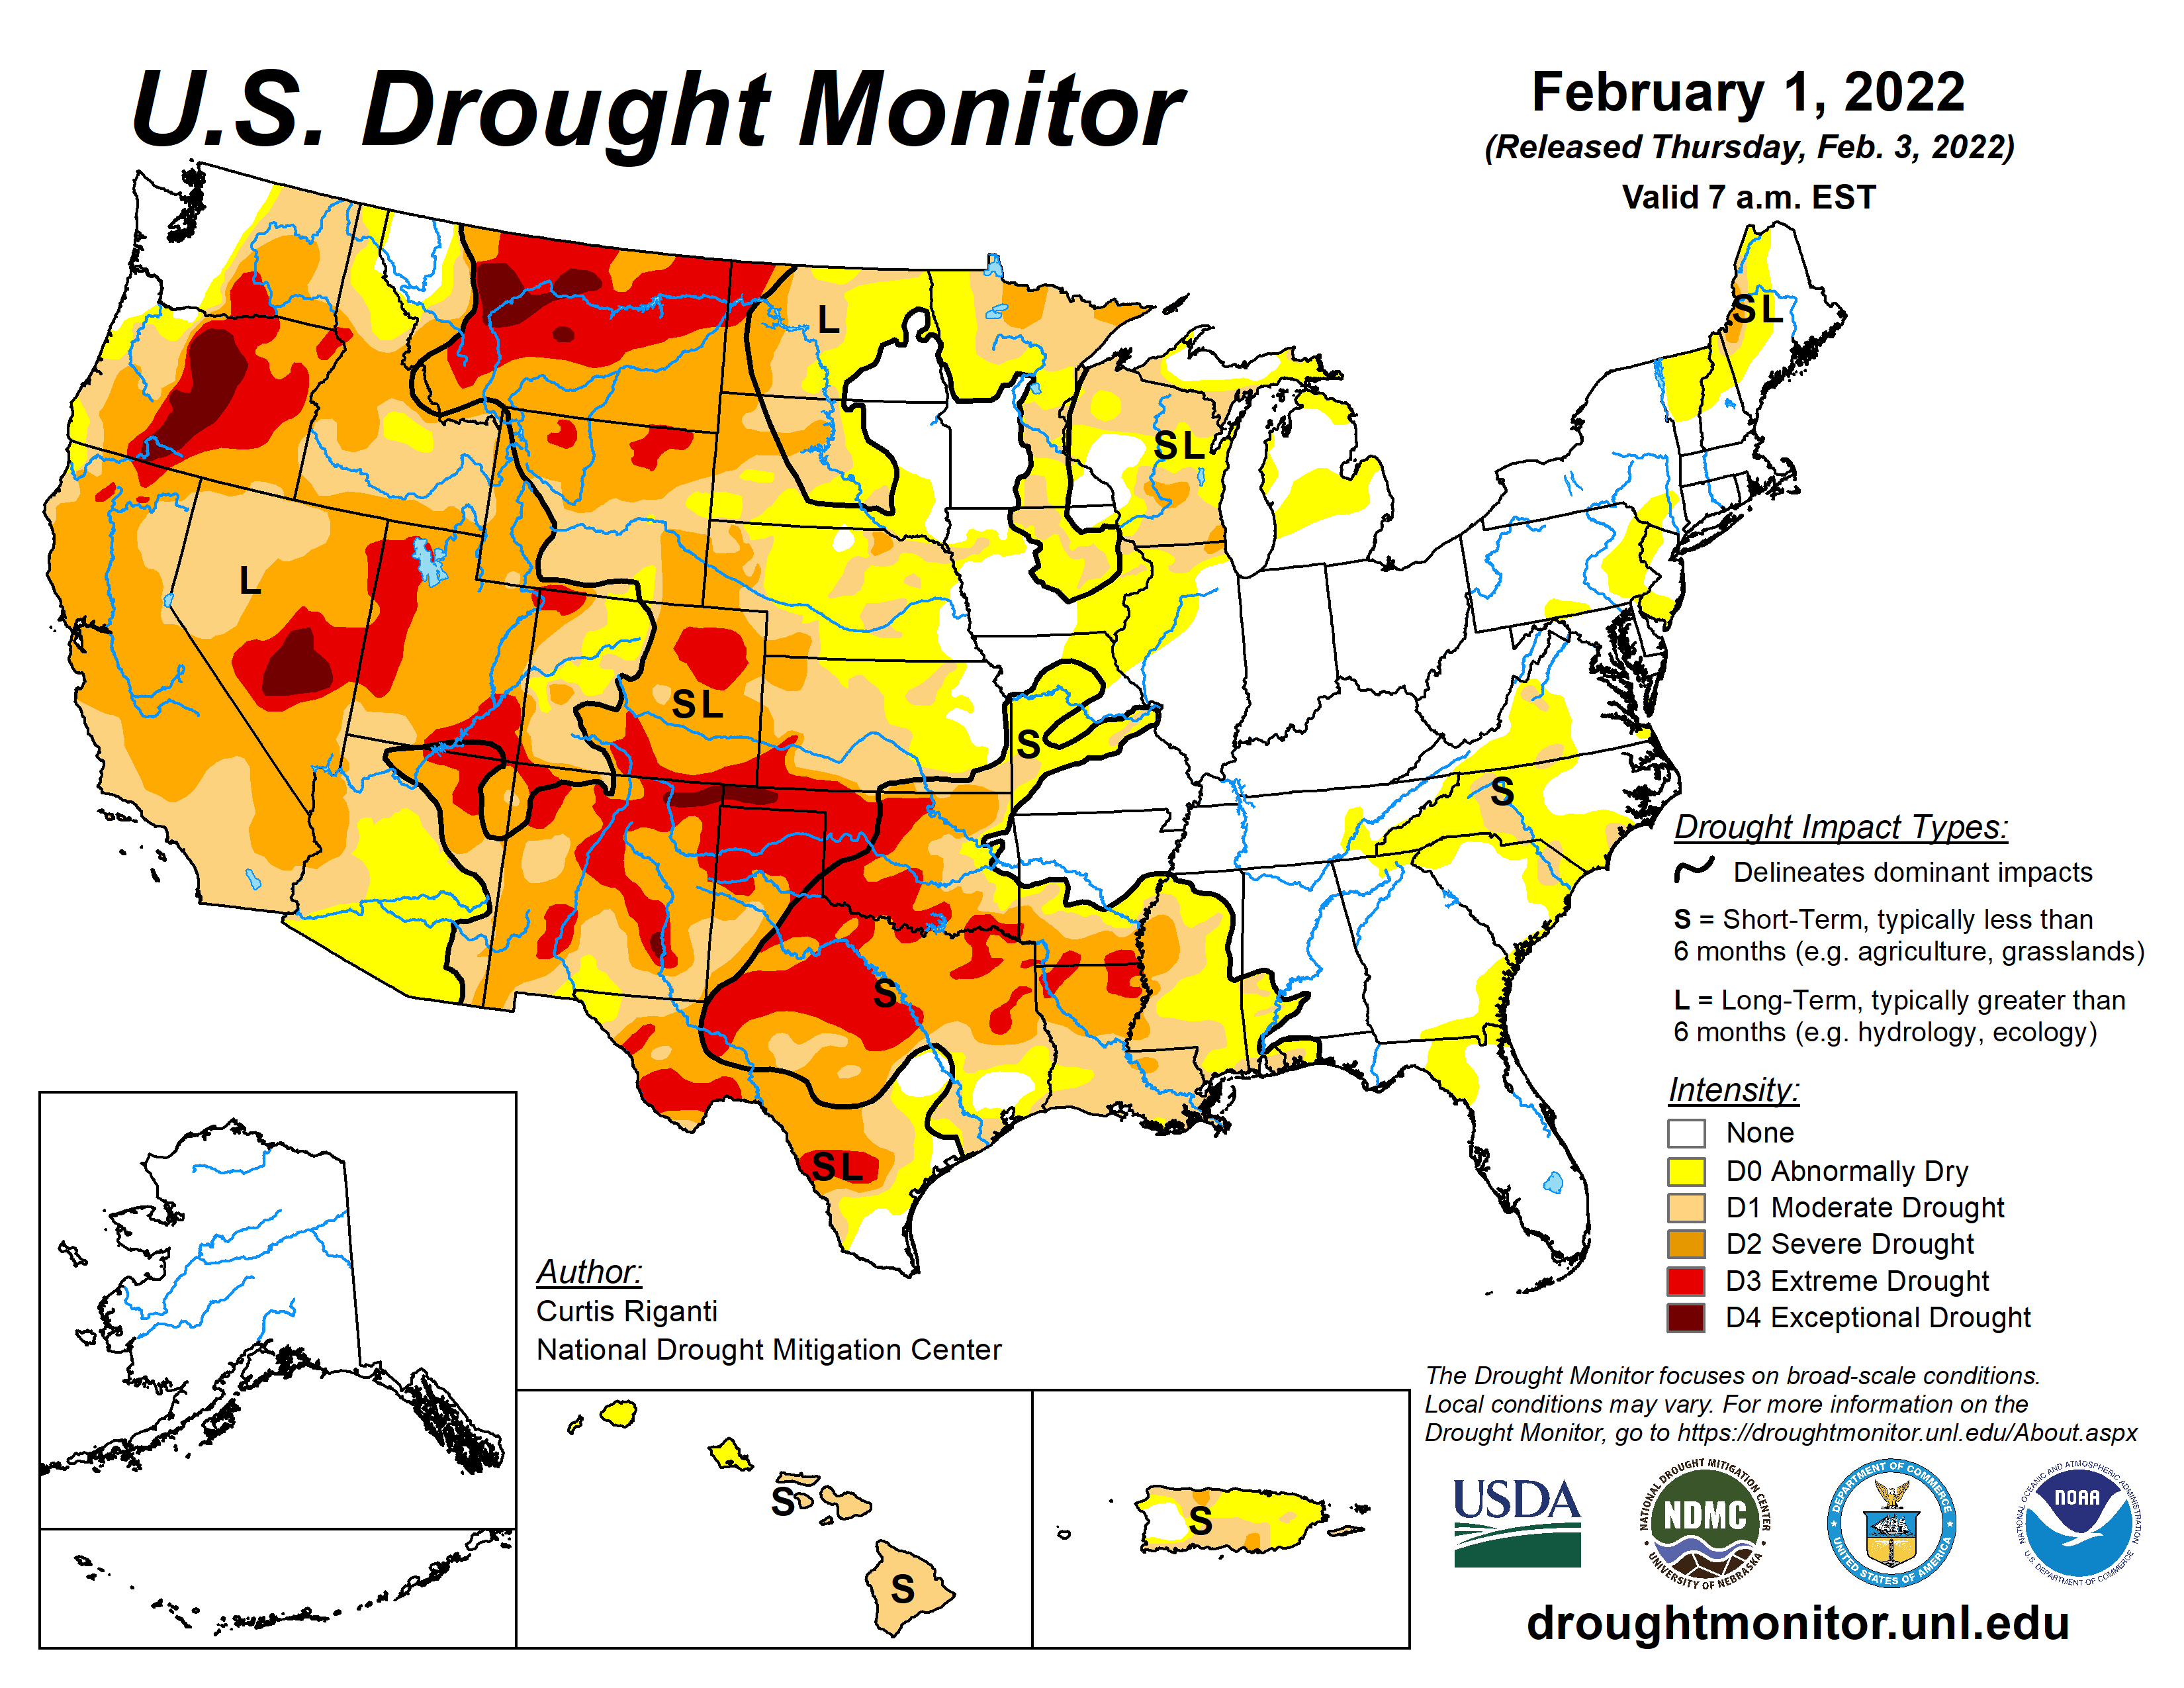 U.S. Drought Monitor
February 1, 2022
(Released Thursday, Feb. 3, 2022)
Valid 7 a.m. EST
L
SL
SL
L
SL
S
S
S
SL
Drought Impact Types:
Delineates dominant impacts
S = Short-Term, typically less than
6 months (e.g. agriculture, grasslands)
L = Long-Term, typically greater than
6 months (e.g. hydrology, ecology)
Intensity:
None
D0 Abnormally Dry
D1 Moderate Drought
D2 Severe Drought
D3 Extreme Drought
D4 Exceptional Drought
Author:
Curtis Riganti
National Drought Mitigation Center
S
S
S
The Drought Monitor focuses on broad-scale conditions.
Local conditions may vary. For more information on the
Drought Monitor, go to https://droughtmonitor.unl.edu/About.aspx
USDA
NATIONAL DROUGHT MITIGATION CENTER
NDMC
UNIVERSITY OF NEBRASKA
DEPARTMENT OF COMMERCE
UNITED STATES OF AMERICA
NATIONAL OCEANIC AND ATMOSPHERIC ADMINISTRATION
NOAA
U.S. DEPARTMENT OF COMMERCE
droughtmonitor.unl.edu